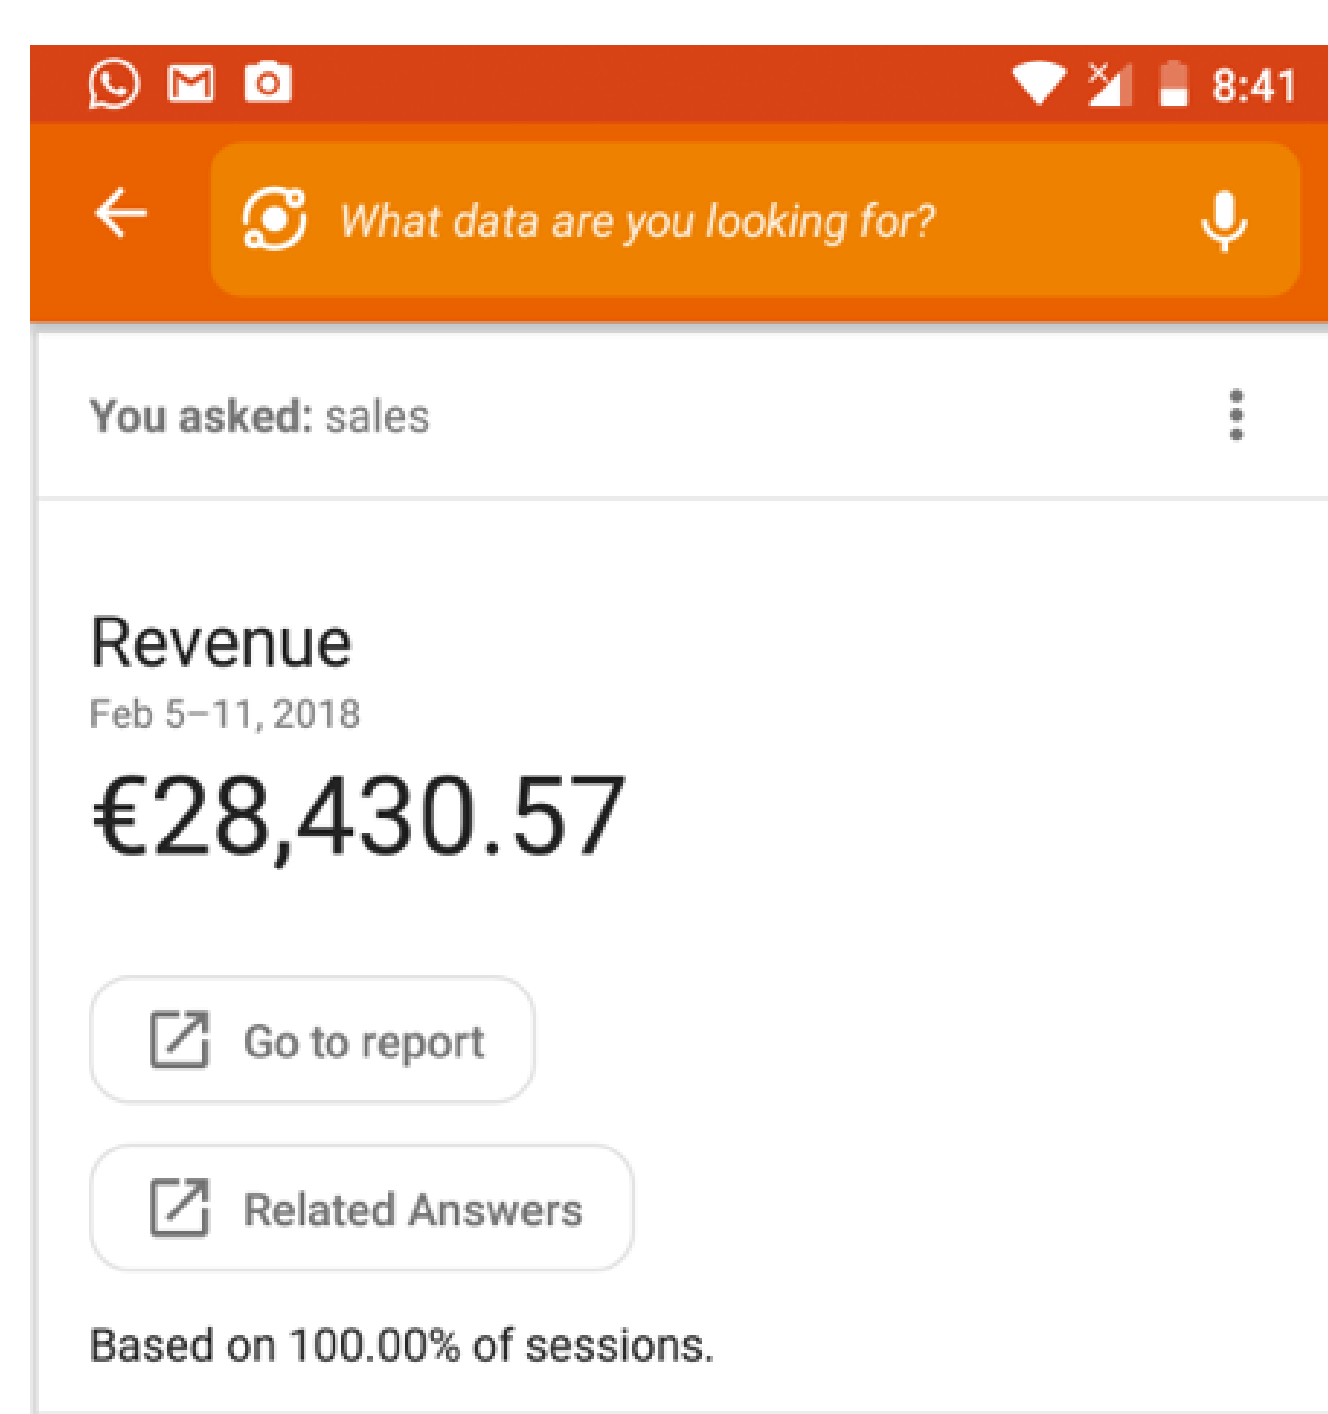 8:41
What data are you looking for?
You asked: sales
Revenue
Feb 5–11, 2018
€28,430.57
Go to report
Related Answers
Based on 100.00% of sessions.